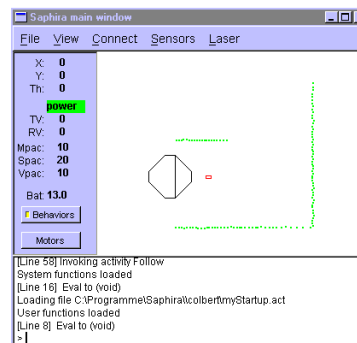 Saphira main window
File View Connect Sensors Laser
X: 0
Y: 0
Th: 0
power
TV: 0
RV: 0
Mpac: 10
Spac: 20
Vpac: 10
Bat: 13.0
Behaviors
Motors
[Line 58] Invoking activity Follow
System functions loaded
[Line 16] Eval to (void)
Loading file C:\Programme\Saphira\\colbert\myStartup.act
User functions loaded
[Line 8] Eval to (void)
>